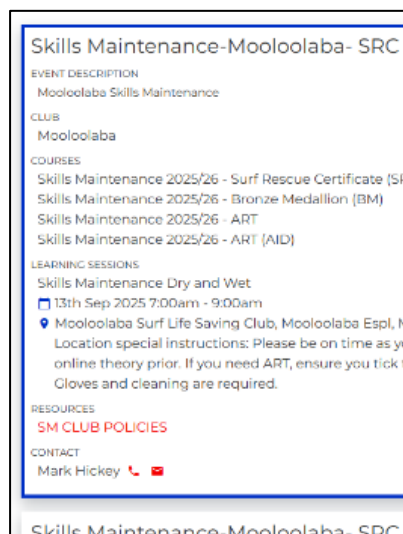 Skills Maintenance-Mooloolaba- SRC
EVENT DESCRIPTION
Mooloolaba Skills Maintenance
CLUB
Mooloolaba
COURSES
Skills Maintenance 2025/26 - Surf Rescue Certificate (S
Skills Maintenance 2025/26 - Bronze Medallion (BM)
Skills Maintenance 2025/26 - ART
Skills Maintenance 2025/26 - ART (AID)
LEARNING SESSIONS
Skills Maintenance Dry and Wet
13th Sep 2025 7:00am - 9:00am
Mooloolaba Surf Life Saving Club, Mooloolaba Espl, M
Location special instructions: Please be on time as
online theory prior. If you need ART, ensure you tick
Gloves and cleaning are required.
RESOURCES
SM CLUB POLICIES
CONTACT
Mark Hickey
Skills Maintenance-Mooloolaba- SRC